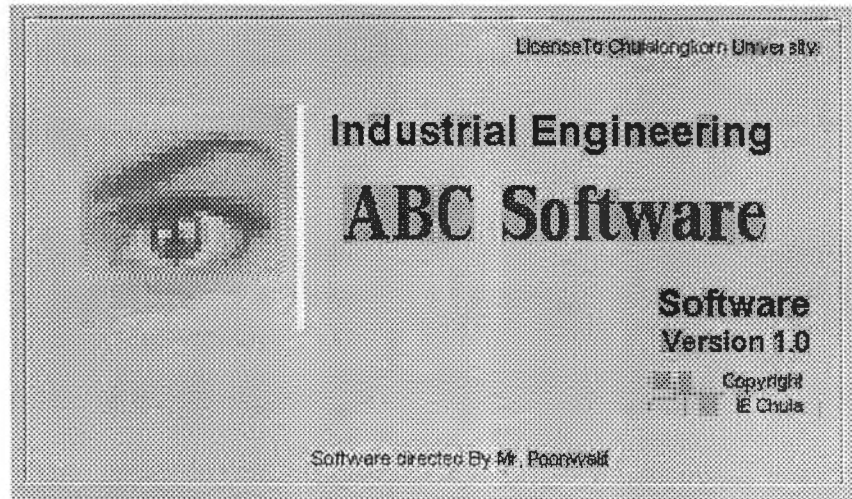 LicenseTo Chulalongkorn University
Industrial Engineering
ABC Software
Software
Version 1.0
Copyright
IE Chula
Software directed By Mr,